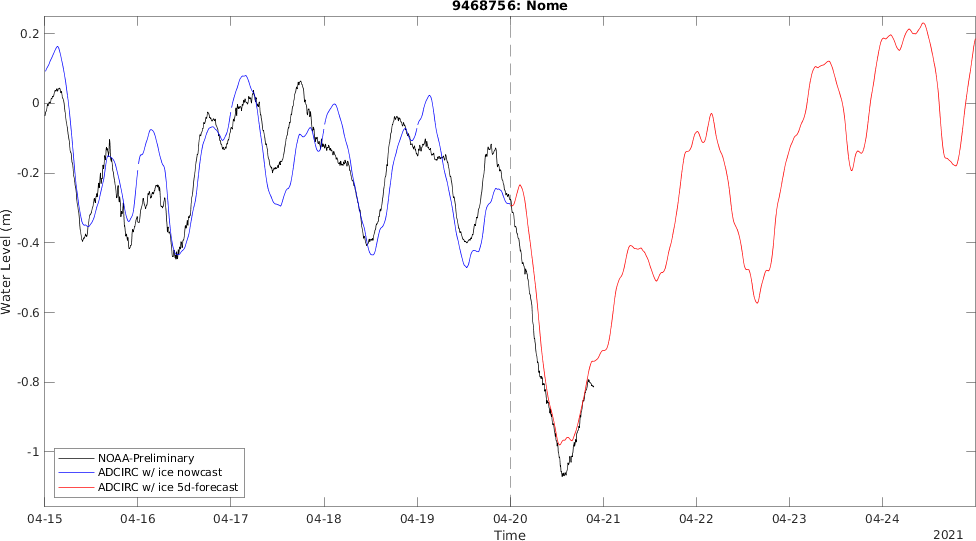 9468756: Nome
0.2
0
-0.2
-0.4
-0.6
-0.8
-1
Water Level (m)
NOAA-Preliminary
ADCIRC w/ ice nowcast
ADCIRC w/ ice 5d-forecast
04-15 04-16 04-17 04-18 04-19 04-20 04-21 04-22 04-23 04-24
Time
2021